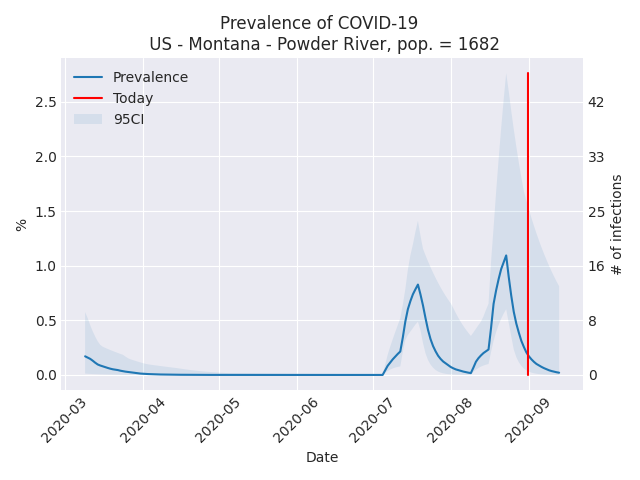 Prevalence of COVID-19
US - Montana - Powder River, pop. = 1682
Prevalence
Today
95CI
2.5
2.0
1.5
1.0
0.5
0.0
%
42
33
25
16
8
0
# of infections
2020-03
2020-04
2020-05
2020-06
2020-07
2020-08
2020-09
Date